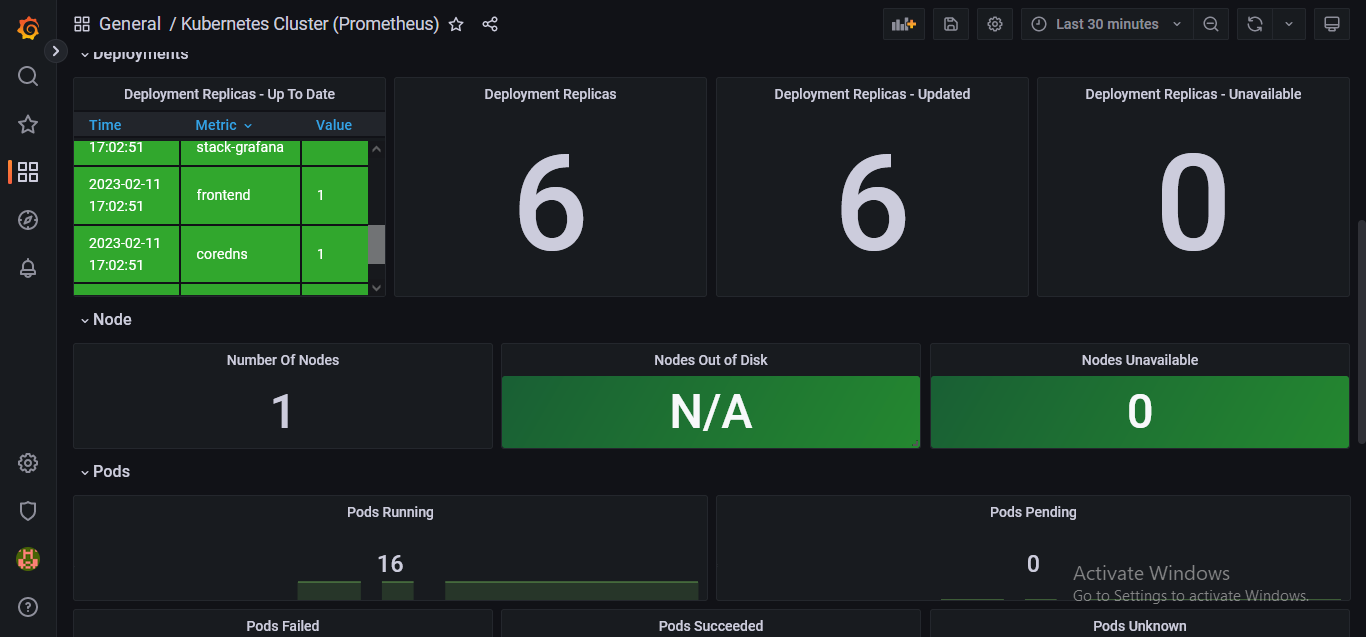 General / Kubernetes Cluster (Prometheus)
Last 30 minutes
Deployments
Deployment Replicas - Up To Date
Time Metric Value
17:02:51 stack-grafana
2023-02-11
17:02:51
frontend
1
2023-02-11
17:02:51
coredns
1
Deployment Replicas
6
Deployment Replicas - Updated
6
Deployment Replicas - Unavailable
0
Node
Number Of Nodes
1
Nodes Out of Disk
N/A
Nodes Unavailable
0
Pods
Pods Running
16
Pods Pending
0
Activate Windows
Go to Settings to activate Windows.
Pods Failed
Pods Succeeded
Pods Unknown